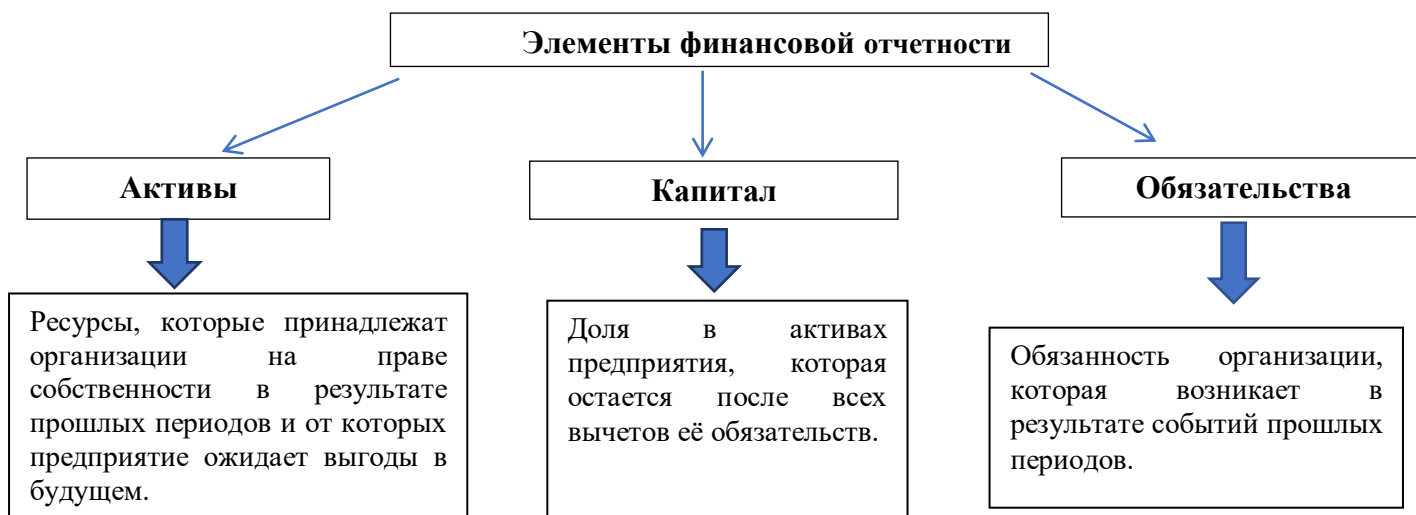 Элементы финансовой отчетности
Активы
Капитал
Обязательства
Ресурсы, которые принадлежат
организации на праве
собственности в результате
прошлых периодов и от которых
предприятие ожидает выгоды в
будущем.
Доля в активах
предприятия, которая
остается после всех
вычетов её обязательств.
Обязанность организации,
которая возникает в
результате событий прошлых
периодов.